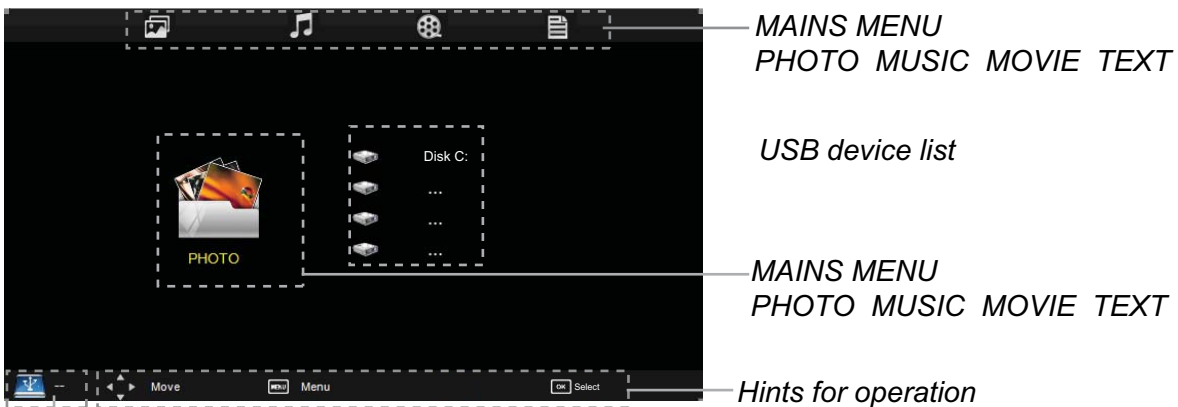 MAINS MENU
PHOTO MUSIC MOVIE TEXT
Disk C:
...
...
...
USB device list
PHOTO
MAINS MENU
PHOTO MUSIC MOVIE TEXT
-- Move MENU Menu OK Select
Hints for operation